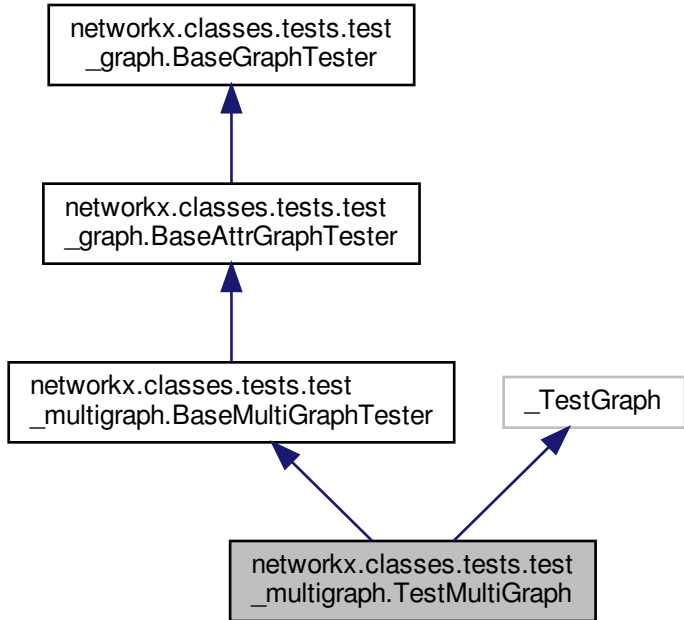 networkx.classes.tests.test
_graph.BaseGraphTester
networkx.classes.tests.test
_graph.BaseAttrGraphTester
networkx.classes.tests.test
_multigraph.BaseMultiGraphTester
_TestGraph
networkx.classes.tests.test
_multigraph.TestMultiGraph